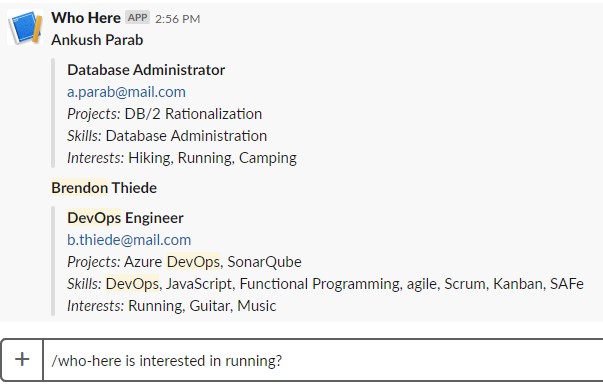 Who Here APP 2:56 PM
Ankush Parab
Database Administrator
a.parab@mail.com
Projects: DB/2 Rationalization
Skills: Database Administration
Interests: Hiking, Running, Camping
Brendon Thiede
DevOps Engineer
b.thiede@mail.com
Projects: Azure DevOps, SonarQube
Skills: DevOps, JavaScript, Functional Programming, agile, Scrum, Kanban, SAFe
Interests: Running, Guitar, Music
+ /who-here is interested in running?